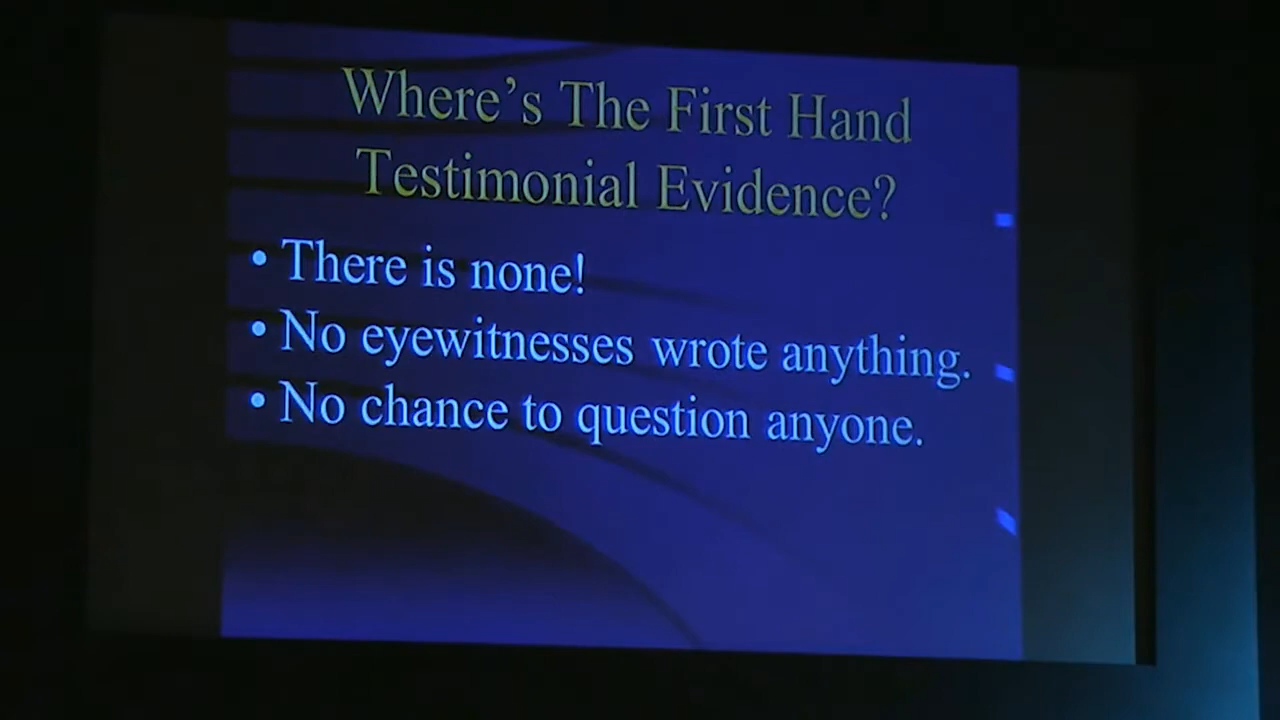 Where's The First Hand
Testimonial Evidence?
• There is none!
• No eyewitnesses wrote anything.
• No chance to question anyone.